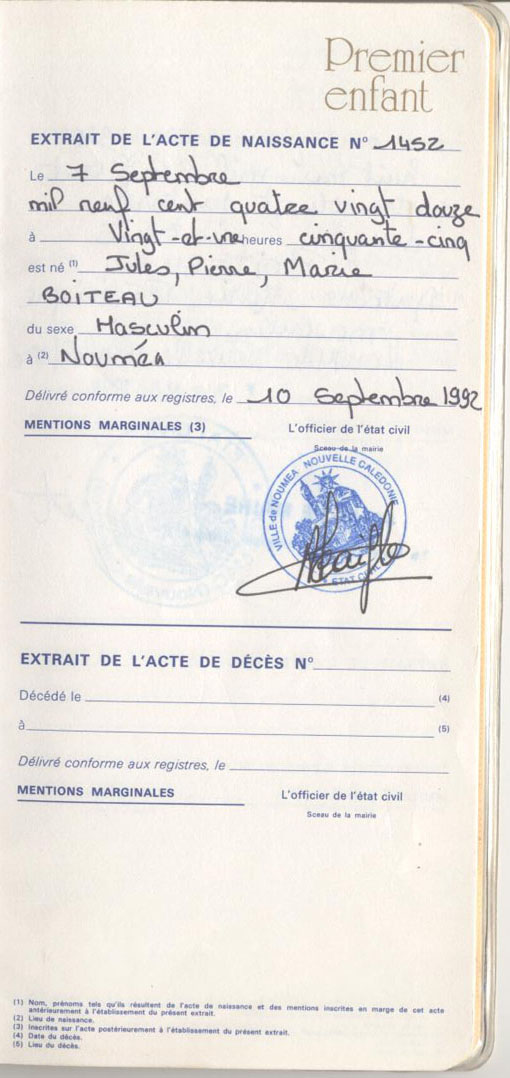 Premier
enfant
EXTRAIT DE L'ACTE DE NAISSANCE N° 1452
Le 7 Septembre
mil neuf cent quatre vingt douze
à Vingt-et-une heures cinquante-cinq
est né (1) Jules, Pierre, Marie
BOITEAU
du sexe Masculin
à (2) Nouméa
Délivré conforme aux registres, le 10 Septembre 1992
MENTIONS MARGINALES (3) L'officier de l'état civil
Sceau de la mairie
VILLE de NOUMEA NOUVELLE CALEDONIE
ETAT CIVIL
EXTRAIT DE L'ACTE DE DÉCÈS N°
Décédé le (4)
à (5)
Délivré conforme aux registres, le
MENTIONS MARGINALES L'officier de l'état civil
Sceau de la mairie
(1) Nom, prénoms tels qu'ils résultent de l'acte de naissance et des mentions inscrites en marge de cet acte
antérieurement à l'établissement du présent extrait.
(2) Lieu de naissance.
(3) Inscrites sur l'acte postérieurement à l'établissement du présent extrait.
(4) Date du décès.
(5) Lieu du décès.